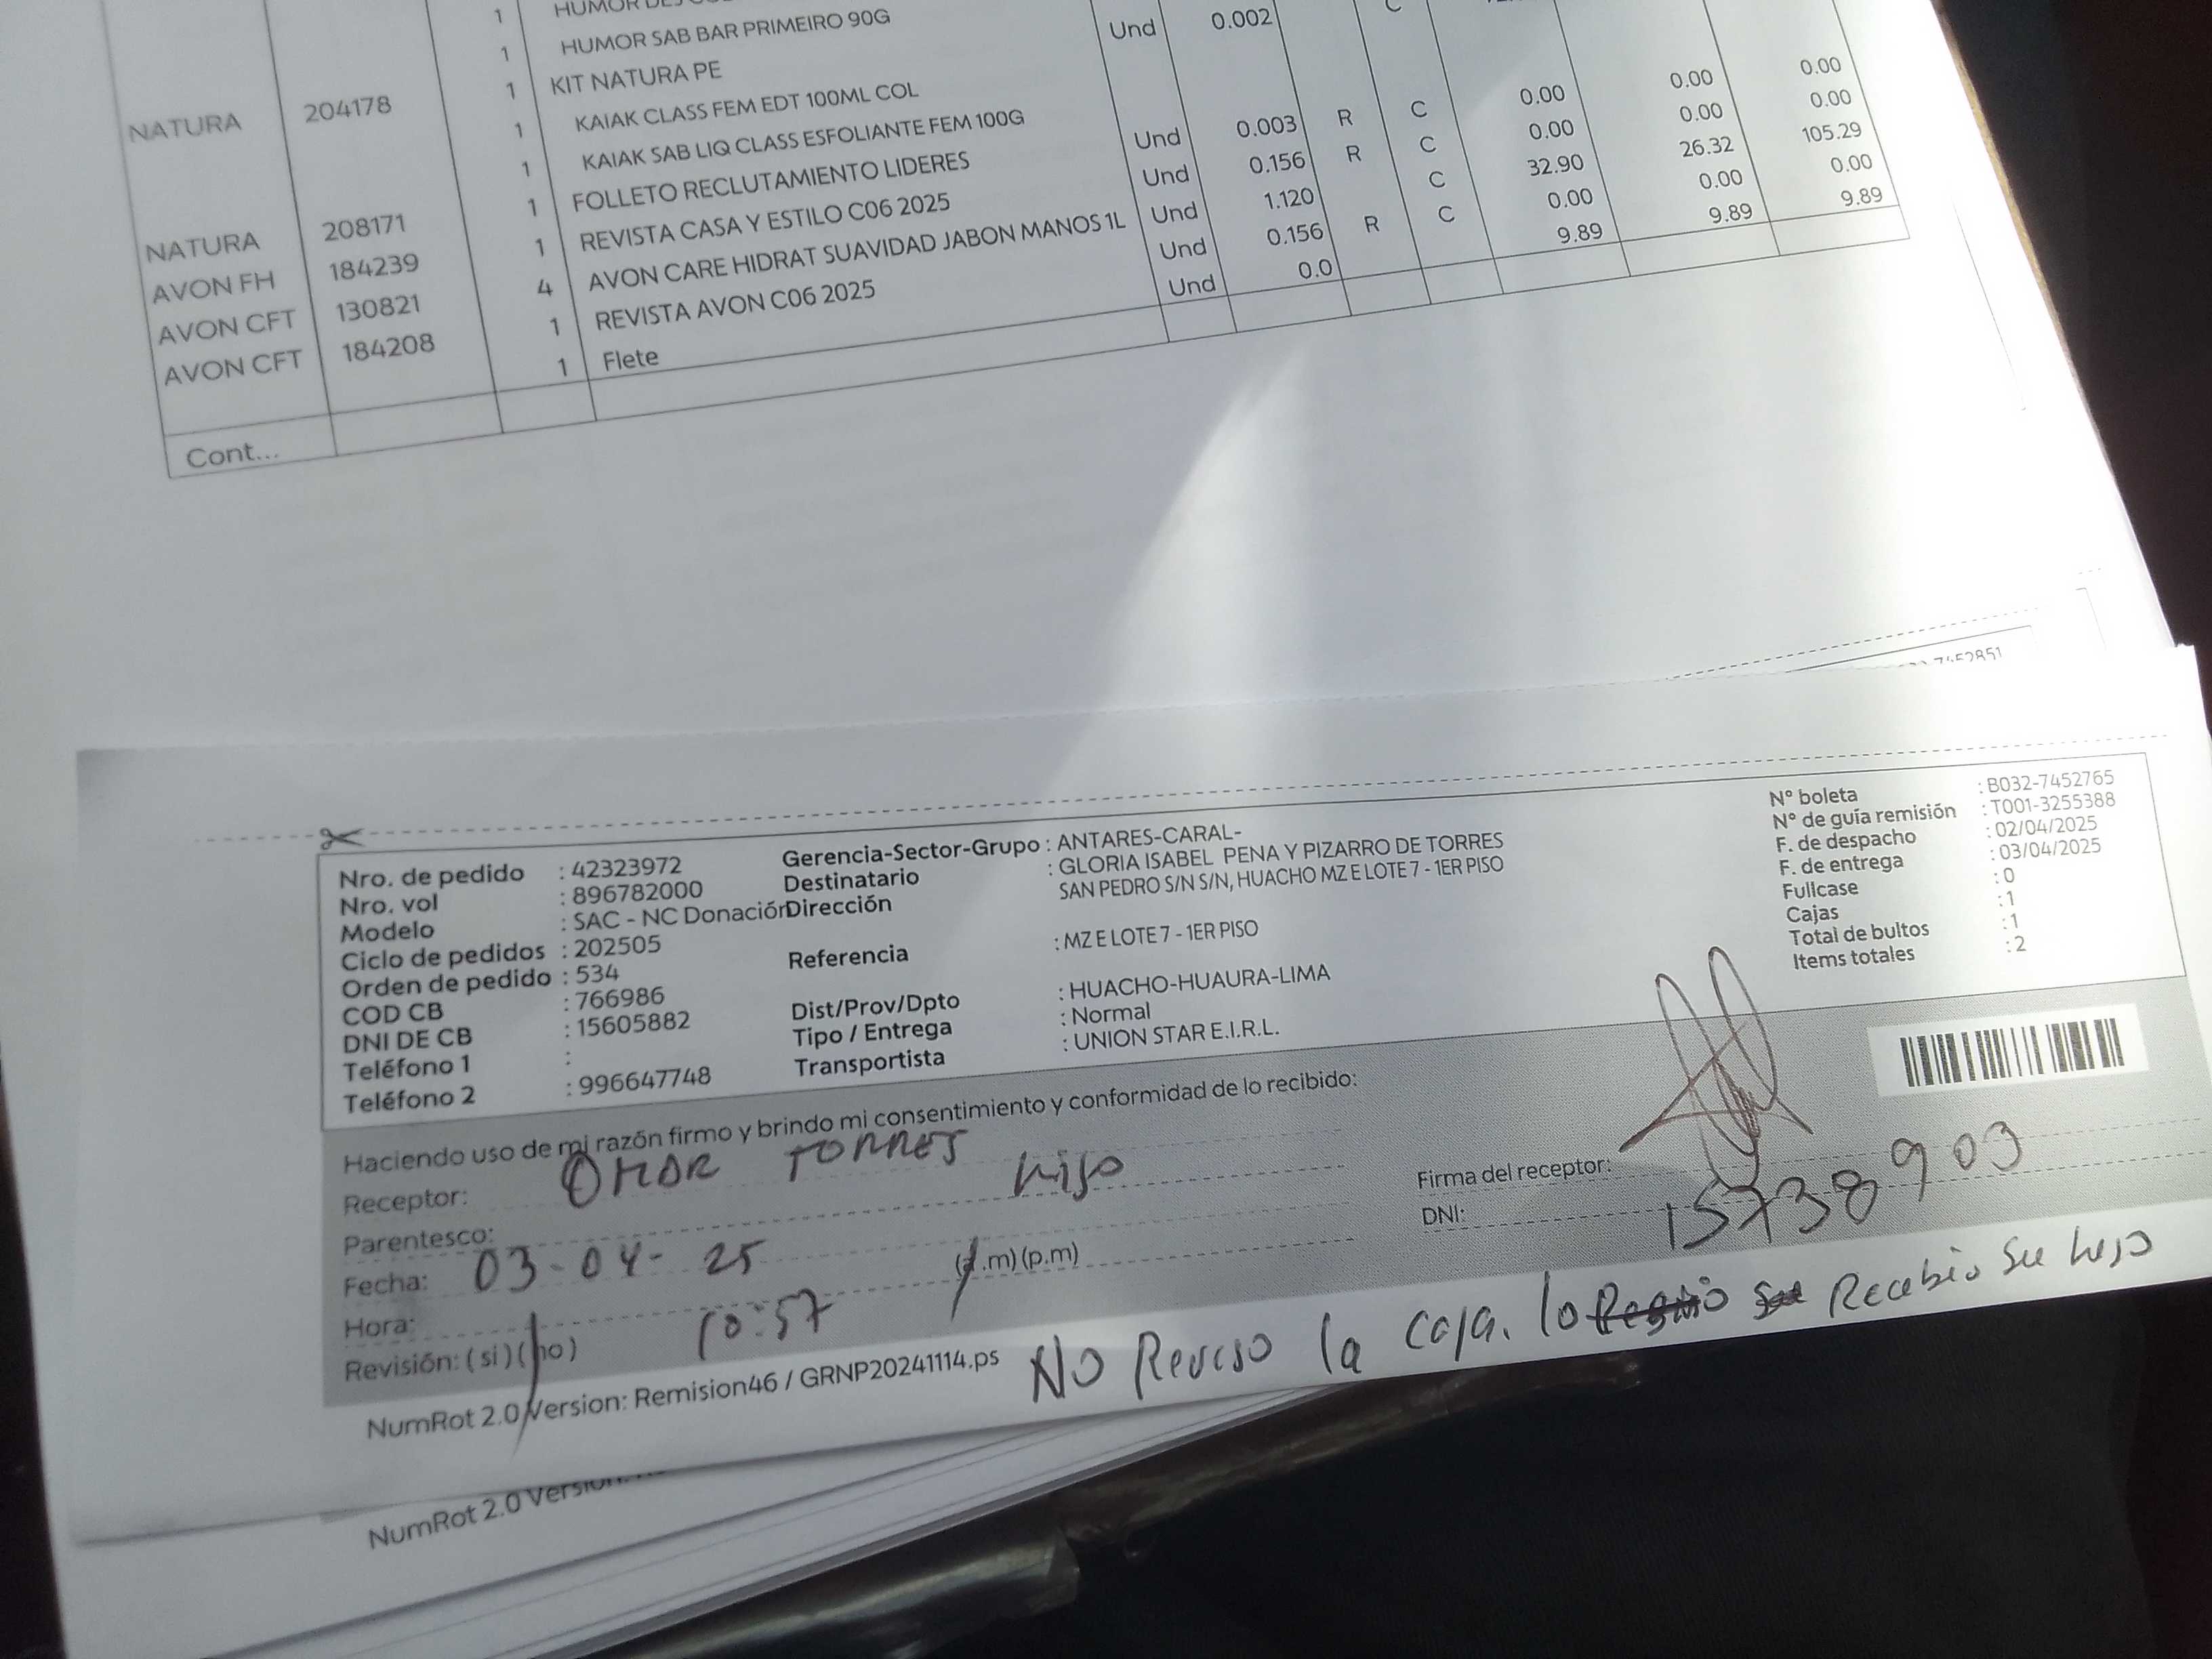 1 HUMOR
1 HUMOR SAB BAR PRIMEIRO 90G Und 0.002 C
NATURA 204178 1 KIT NATURA PE
1 KAIAK CLASS FEM EDT 100ML COL
1 KAIAK SAB LIQ CLASS ESFOLIANTE FEM 100G
NATURA 208171 1 FOLLETO RECLUTAMIENTO LIDERES Und 0.003 R C 0.00 0.00 0.00
AVON FH 184239 1 REVISTA CASA Y ESTILO C06 2025 Und 0.156 R C 0.00 0.00 0.00
AVON CFT 130821 4 AVON CARE HIDRAT SUAVIDAD JABON MANOS 1L Und 1.120 C 32.90 26.32 105.29
AVON CFT 184208 1 REVISTA AVON C06 2025 Und 0.156 R C 0.00 0.00 0.00
1 Flete Und 0.0 9.89 9.89 9.89
Cont...
7452851
Nro. de pedido : 42323972
Nro. vol : 896782000
Modelo : SAC - NC Donación
Ciclo de pedidos : 202505
Orden de pedido : 534
COD CB : 766986
DNI DE CB : 15605882
Teléfono 1 :
Teléfono 2 : 996647748
Gerencia-Sector-Grupo : ANTARES-CARAL-
Destinatario : GLORIA ISABEL PENA Y PIZARRO DE TORRES
Dirección SAN PEDRO S/N S/N, HUACHO MZ E LOTE 7 - 1ER PISO
Referencia : MZ E LOTE 7 - 1ER PISO
Dist/Prov/Dpto : HUACHO-HUAURA-LIMA
Tipo / Entrega : Normal
Transportista : UNION STAR E.I.R.L.
N° boleta : B032-7452765
N° de guía remisión : T001-3255388
F. de despacho : 02/04/2025
F. de entrega : 03/04/2025
Fullcase : 0
Cajas : 1
Total de bultos : 1
Items totales : 2
Haciendo uso de mi razón firmo y brindo mi consentimiento y conformidad de lo recibido:
Receptor: OMAR TORRES
Parentesco: hijo
Fecha: 03-04-25
Hora: 10:57 (a.m) (p.m)
Revisión: (si) (no)
Firma del receptor:
DNI: 15738903
NumRot 2.0 Version: Remision46 / GRNP20241114.ps
No Reviso la caja. lo Recebio su hijo
NumRot 2.0 Version: